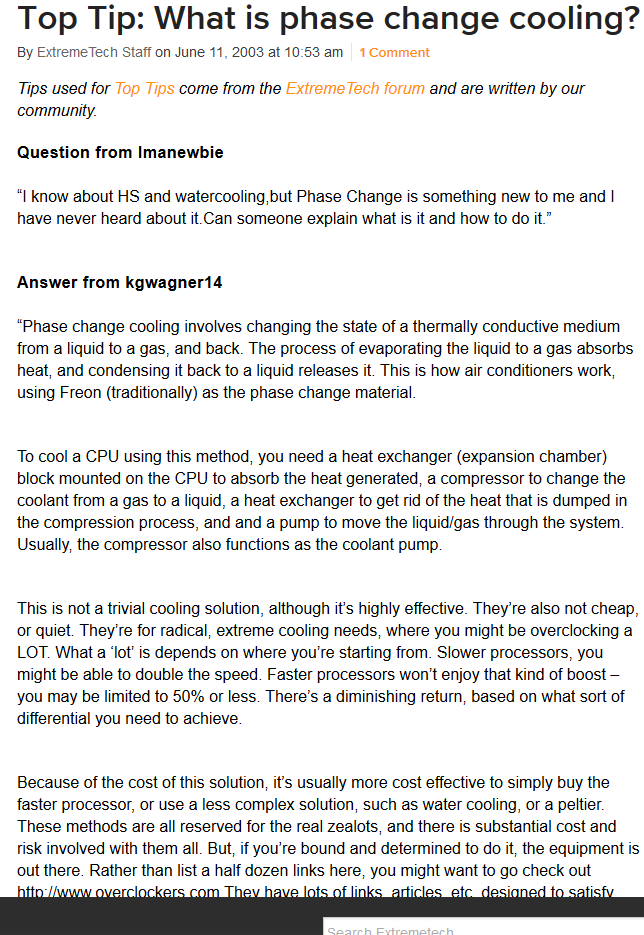 Top Tip: What is phase change cooling?
By ExtremeTech Staff on June 11, 2003 at 10:53 am 1 Comment
Tips used for Top Tips come from the ExtremeTech forum and are written by our
community.
Question from Imanewbie
“I know about HS and watercooling,but Phase Change is something new to me and I
have never heard about it.Can someone explain what is it and how to do it.”
Answer from kgwagner14
“Phase change cooling involves changing the state of a thermally conductive medium
from a liquid to a gas, and back. The process of evaporating the liquid to a gas absorbs
heat, and condensing it back to a liquid releases it. This is how air conditioners work,
using Freon (traditionally) as the phase change material.
To cool a CPU using this method, you need a heat exchanger (expansion chamber)
block mounted on the CPU to absorb the heat generated, a compressor to change the
coolant from a gas to a liquid, a heat exchanger to get rid of the heat that is dumped in
the compression process, and and a pump to move the liquid/gas through the system.
Usually, the compressor also functions as the coolant pump.
This is not a trivial cooling solution, although it’s highly effective. They’re also not cheap,
or quiet. They’re for radical, extreme cooling needs, where you might be overclocking a
LOT. What a ‘lot’ is depends on where you’re starting from. Slower processors, you
might be able to double the speed. Faster processors won’t enjoy that kind of boost –
you may be limited to 50% or less. There’s a diminishing return, based on what sort of
differential you need to achieve.
Because of the cost of this solution, it’s usually more cost effective to simply buy the
faster processor, or use a less complex solution, such as water cooling, or a peltier.
These methods are all reserved for the real zealots, and there is substantial cost and
risk involved with them all. But, if you’re bound and determined to do it, the equipment is
out there. Rather than list a half dozen links here, you might want to go check out
http://www.overclockers.com.They have lots of links, articles, etc. designed to satisfy
Search Extremetech